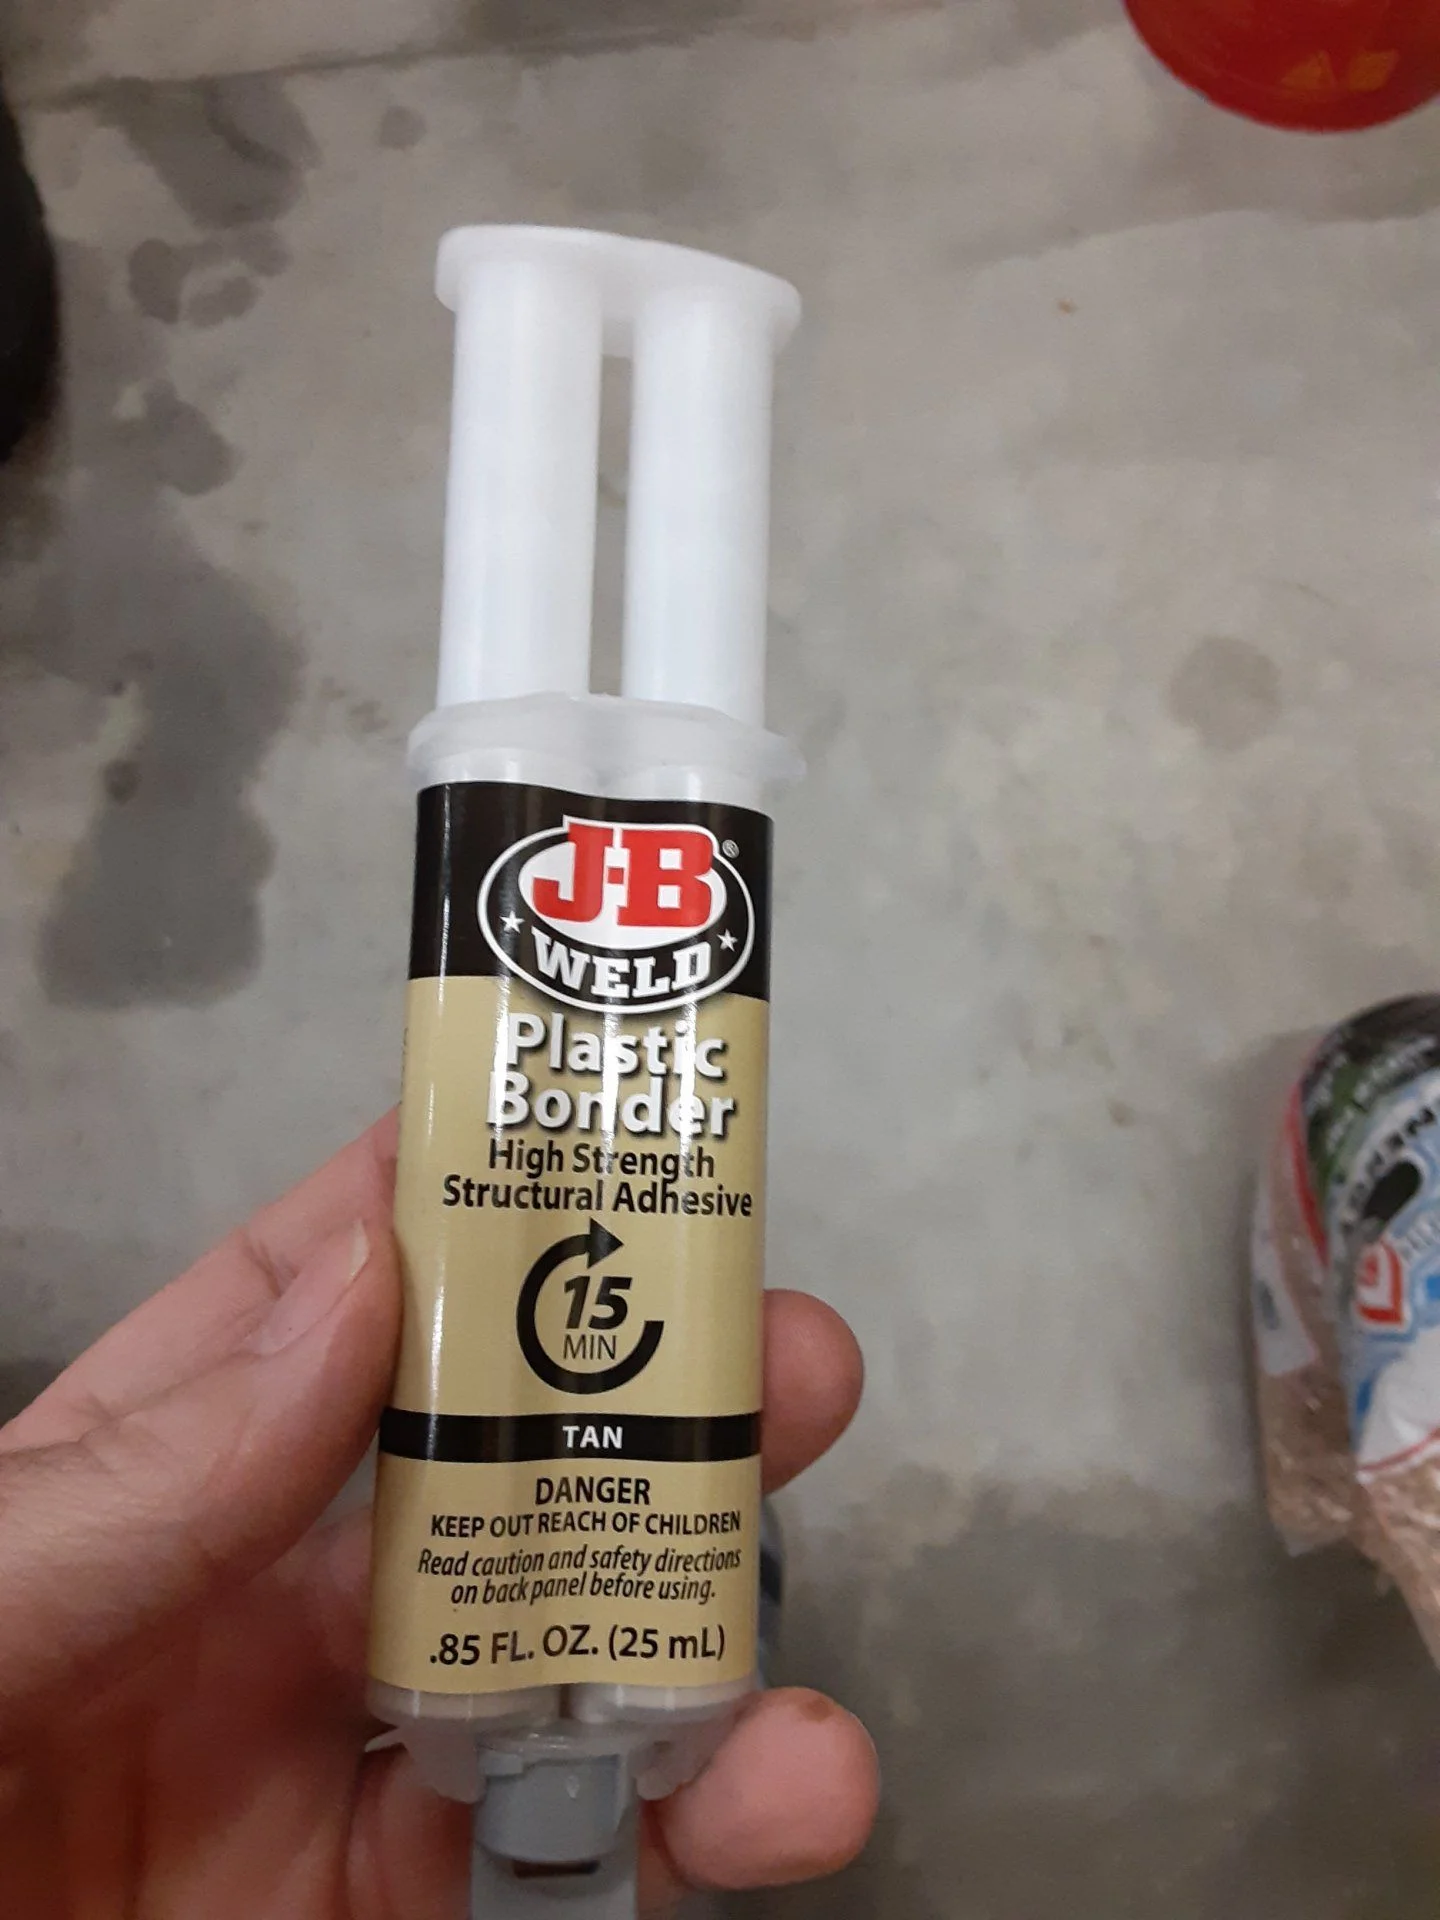 J-B®
WELD
Plastic
Bonder
High Strength
Structural Adhesive
15
MIN
TAN
DANGER
KEEP OUT REACH OF CHILDREN
Read caution and safety directions
on back panel before using.
.85 FL. OZ. (25 mL)